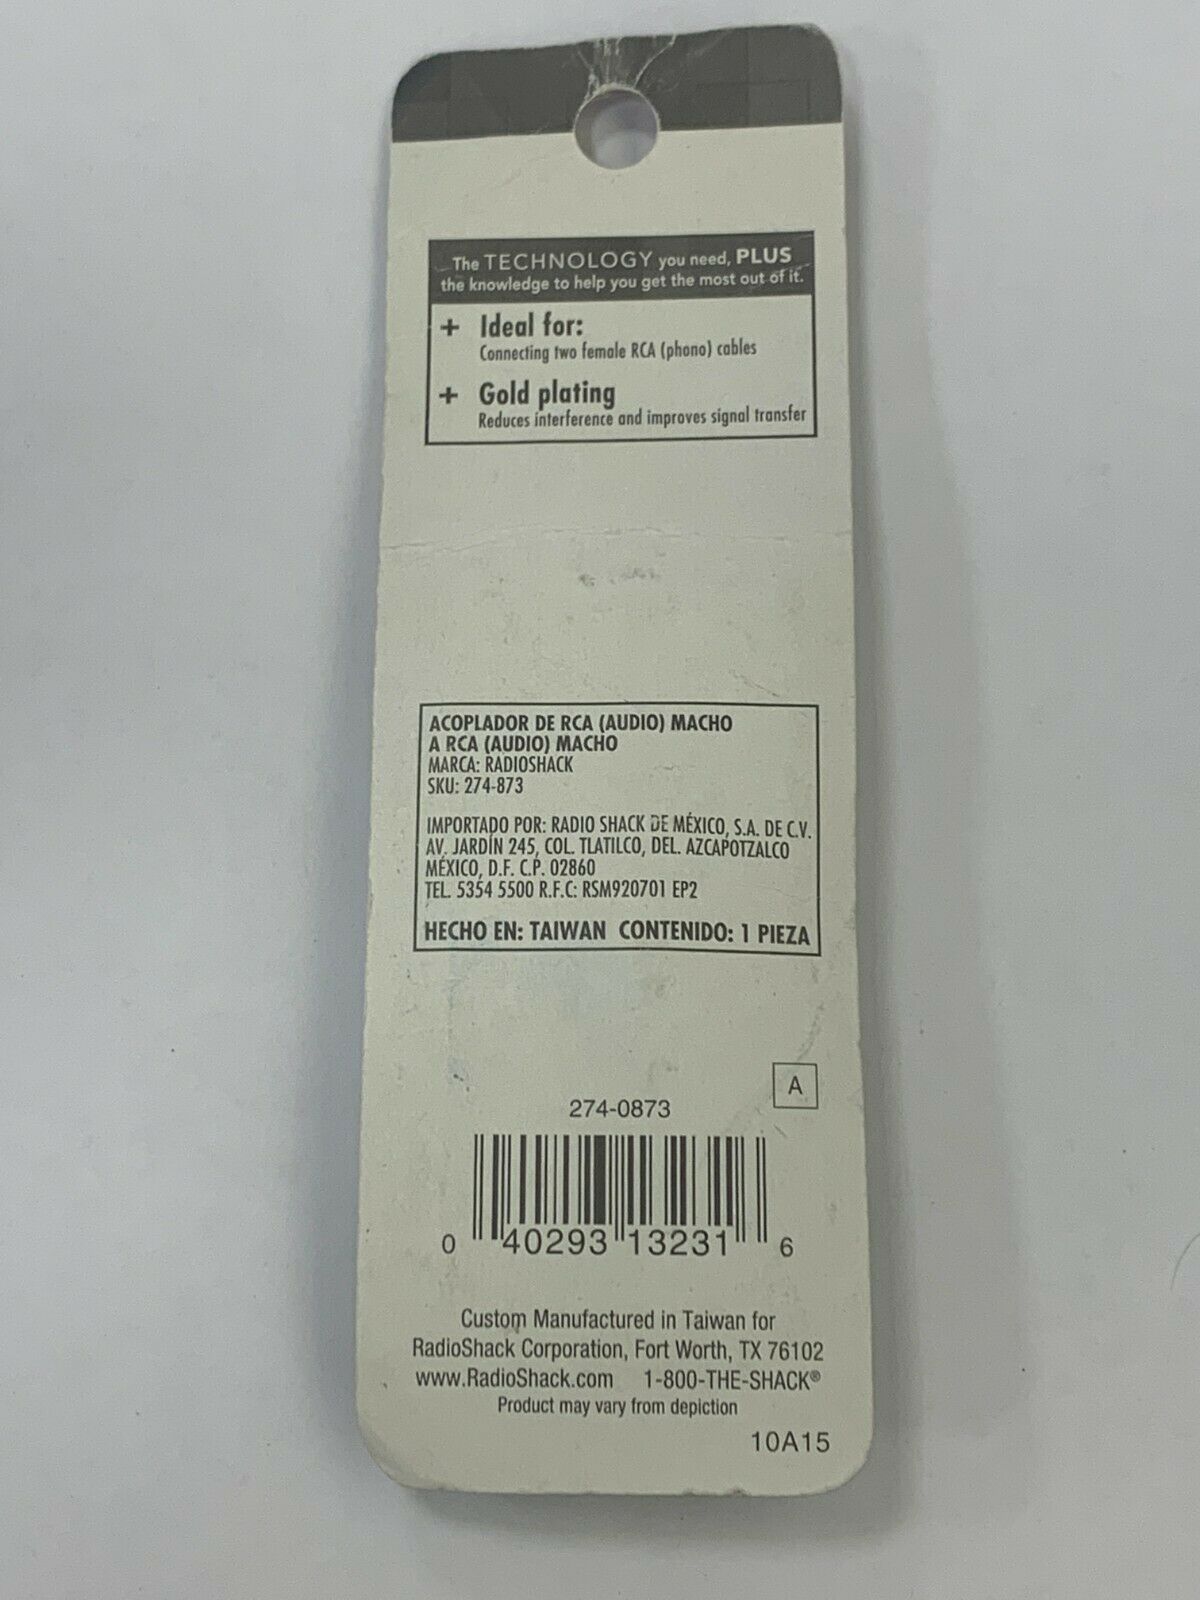 The TECHNOLOGY you need, PLUS
the knowledge to help you get the most out of it.
+ Ideal for:
Connecting two female RCA (phono) cables
+ Gold plating
Reduces interference and improves signal transfer
ACOPLADOR DE RCA (AUDIO) MACHO
A RCA (AUDIO) MACHO
MARCA: RADIOSHACK
SKU: 274-873
IMPORTADO POR: RADIO SHACK DE MÉXICO, S.A. DE C.V.
AV. JARDÍN 245, COL. TLATILCO, DEL. AZCAPOTZALCO
MÉXICO, D.F. C.P. 02860
TEL. 5354 5500 R.F.C: RSM920701 EP2
HECHO EN: TAIWAN CONTENIDO: 1 PIEZA
A
274-0873
0 40293 13231 6
Custom Manufactured in Taiwan for
RadioShack Corporation, Fort Worth, TX 76102
www.RadioShack.com 1-800-THE-SHACK®
Product may vary from depiction
10A15